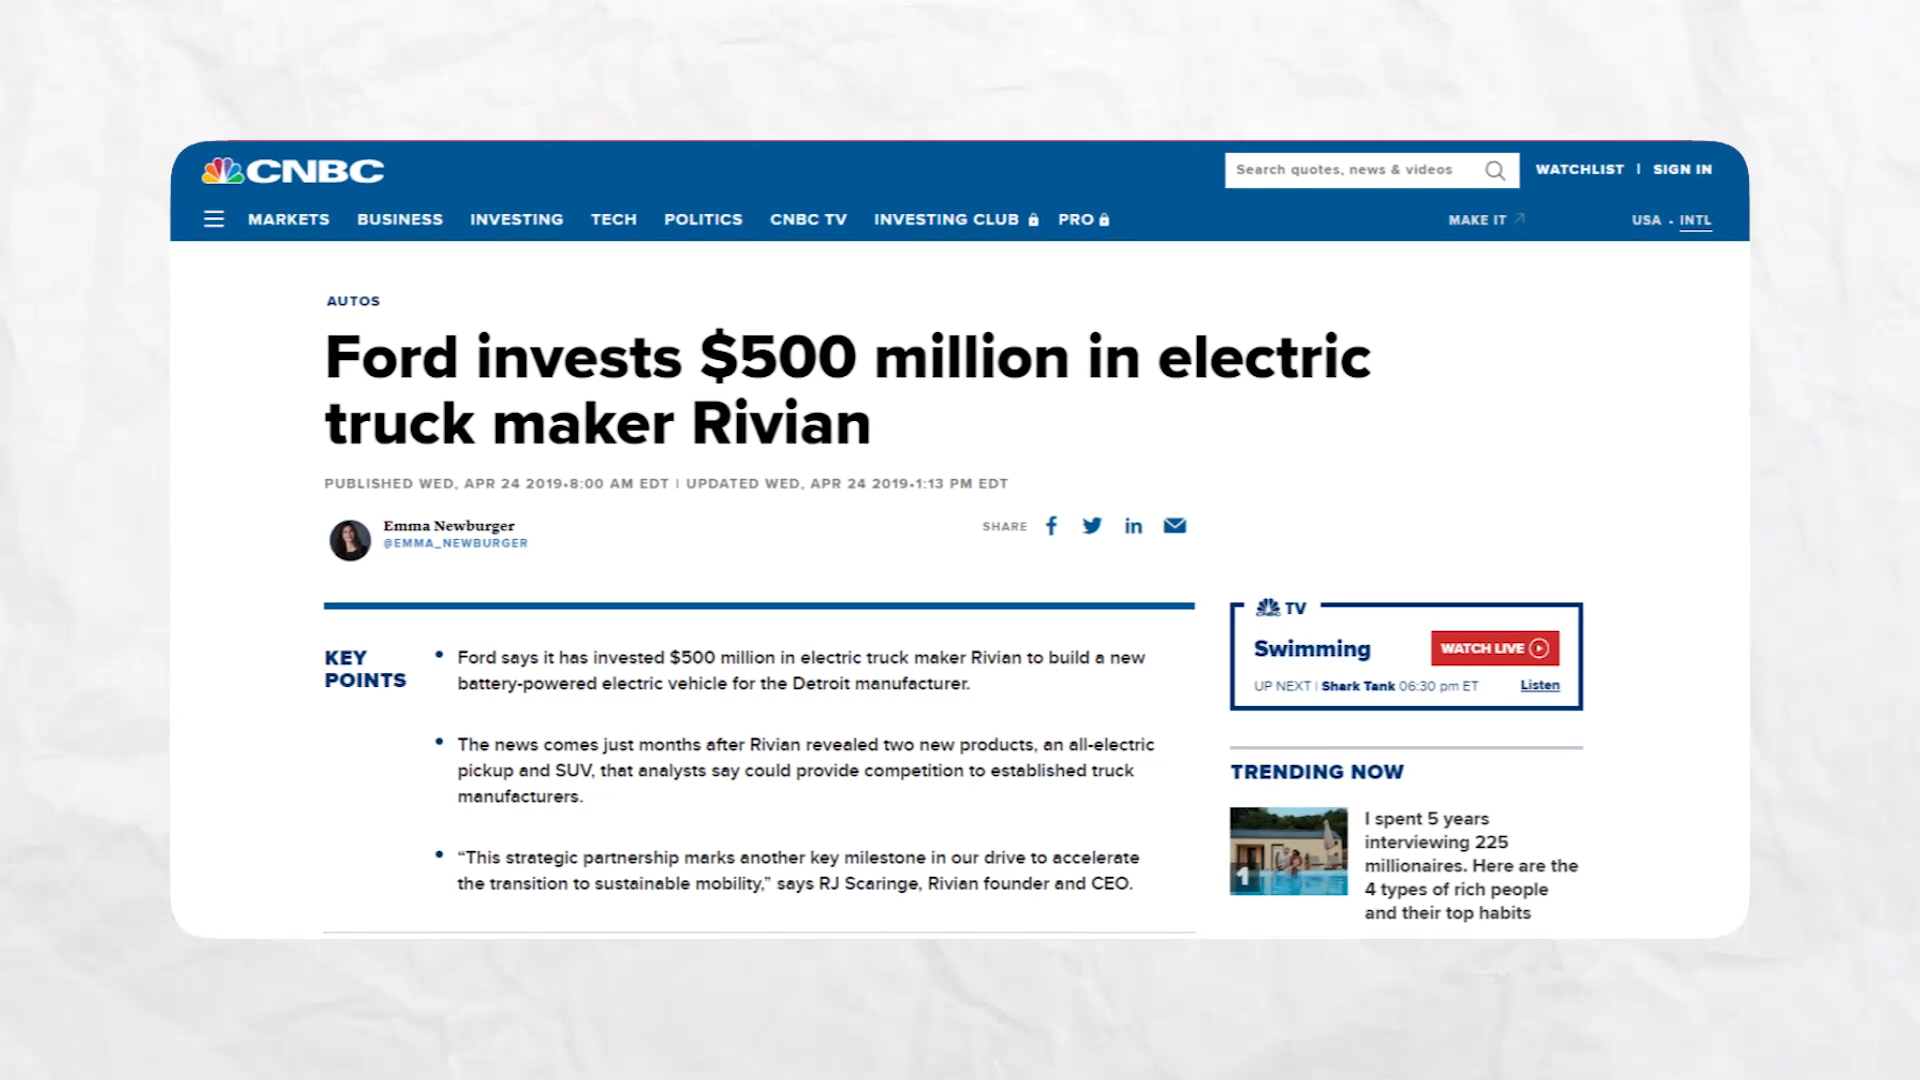 CNBC
Search quotes, news & videos
WATCHLIST | SIGN IN
MARKETS BUSINESS INVESTING TECH POLITICS CNBC TV INVESTING CLUB PRO
MAKE IT
USA • INTL
AUTOS
Ford invests $500 million in electric
truck maker Rivian
PUBLISHED WED, APR 24 2019•8:00 AM EDT | UPDATED WED, APR 24 2019•1:13 PM EDT
Emma Newburger
@EMMA_NEWBURGER
SHARE
KEY
POINTS
• Ford says it has invested $500 million in electric truck maker Rivian to build a new
battery-powered electric vehicle for the Detroit manufacturer.
• The news comes just months after Rivian revealed two new products, an all-electric
pickup and SUV, that analysts say could provide competition to established truck
manufacturers.
• “This strategic partnership marks another key milestone in our drive to accelerate
the transition to sustainable mobility,” says RJ Scaringe, Rivian founder and CEO.
CNBC TV
Swimming
WATCH LIVE
UP NEXT | Shark Tank 06:30 pm ET
Listen
TRENDING NOW
1
I spent 5 years
interviewing 225
millionaires. Here are the
4 types of rich people
and their top habits